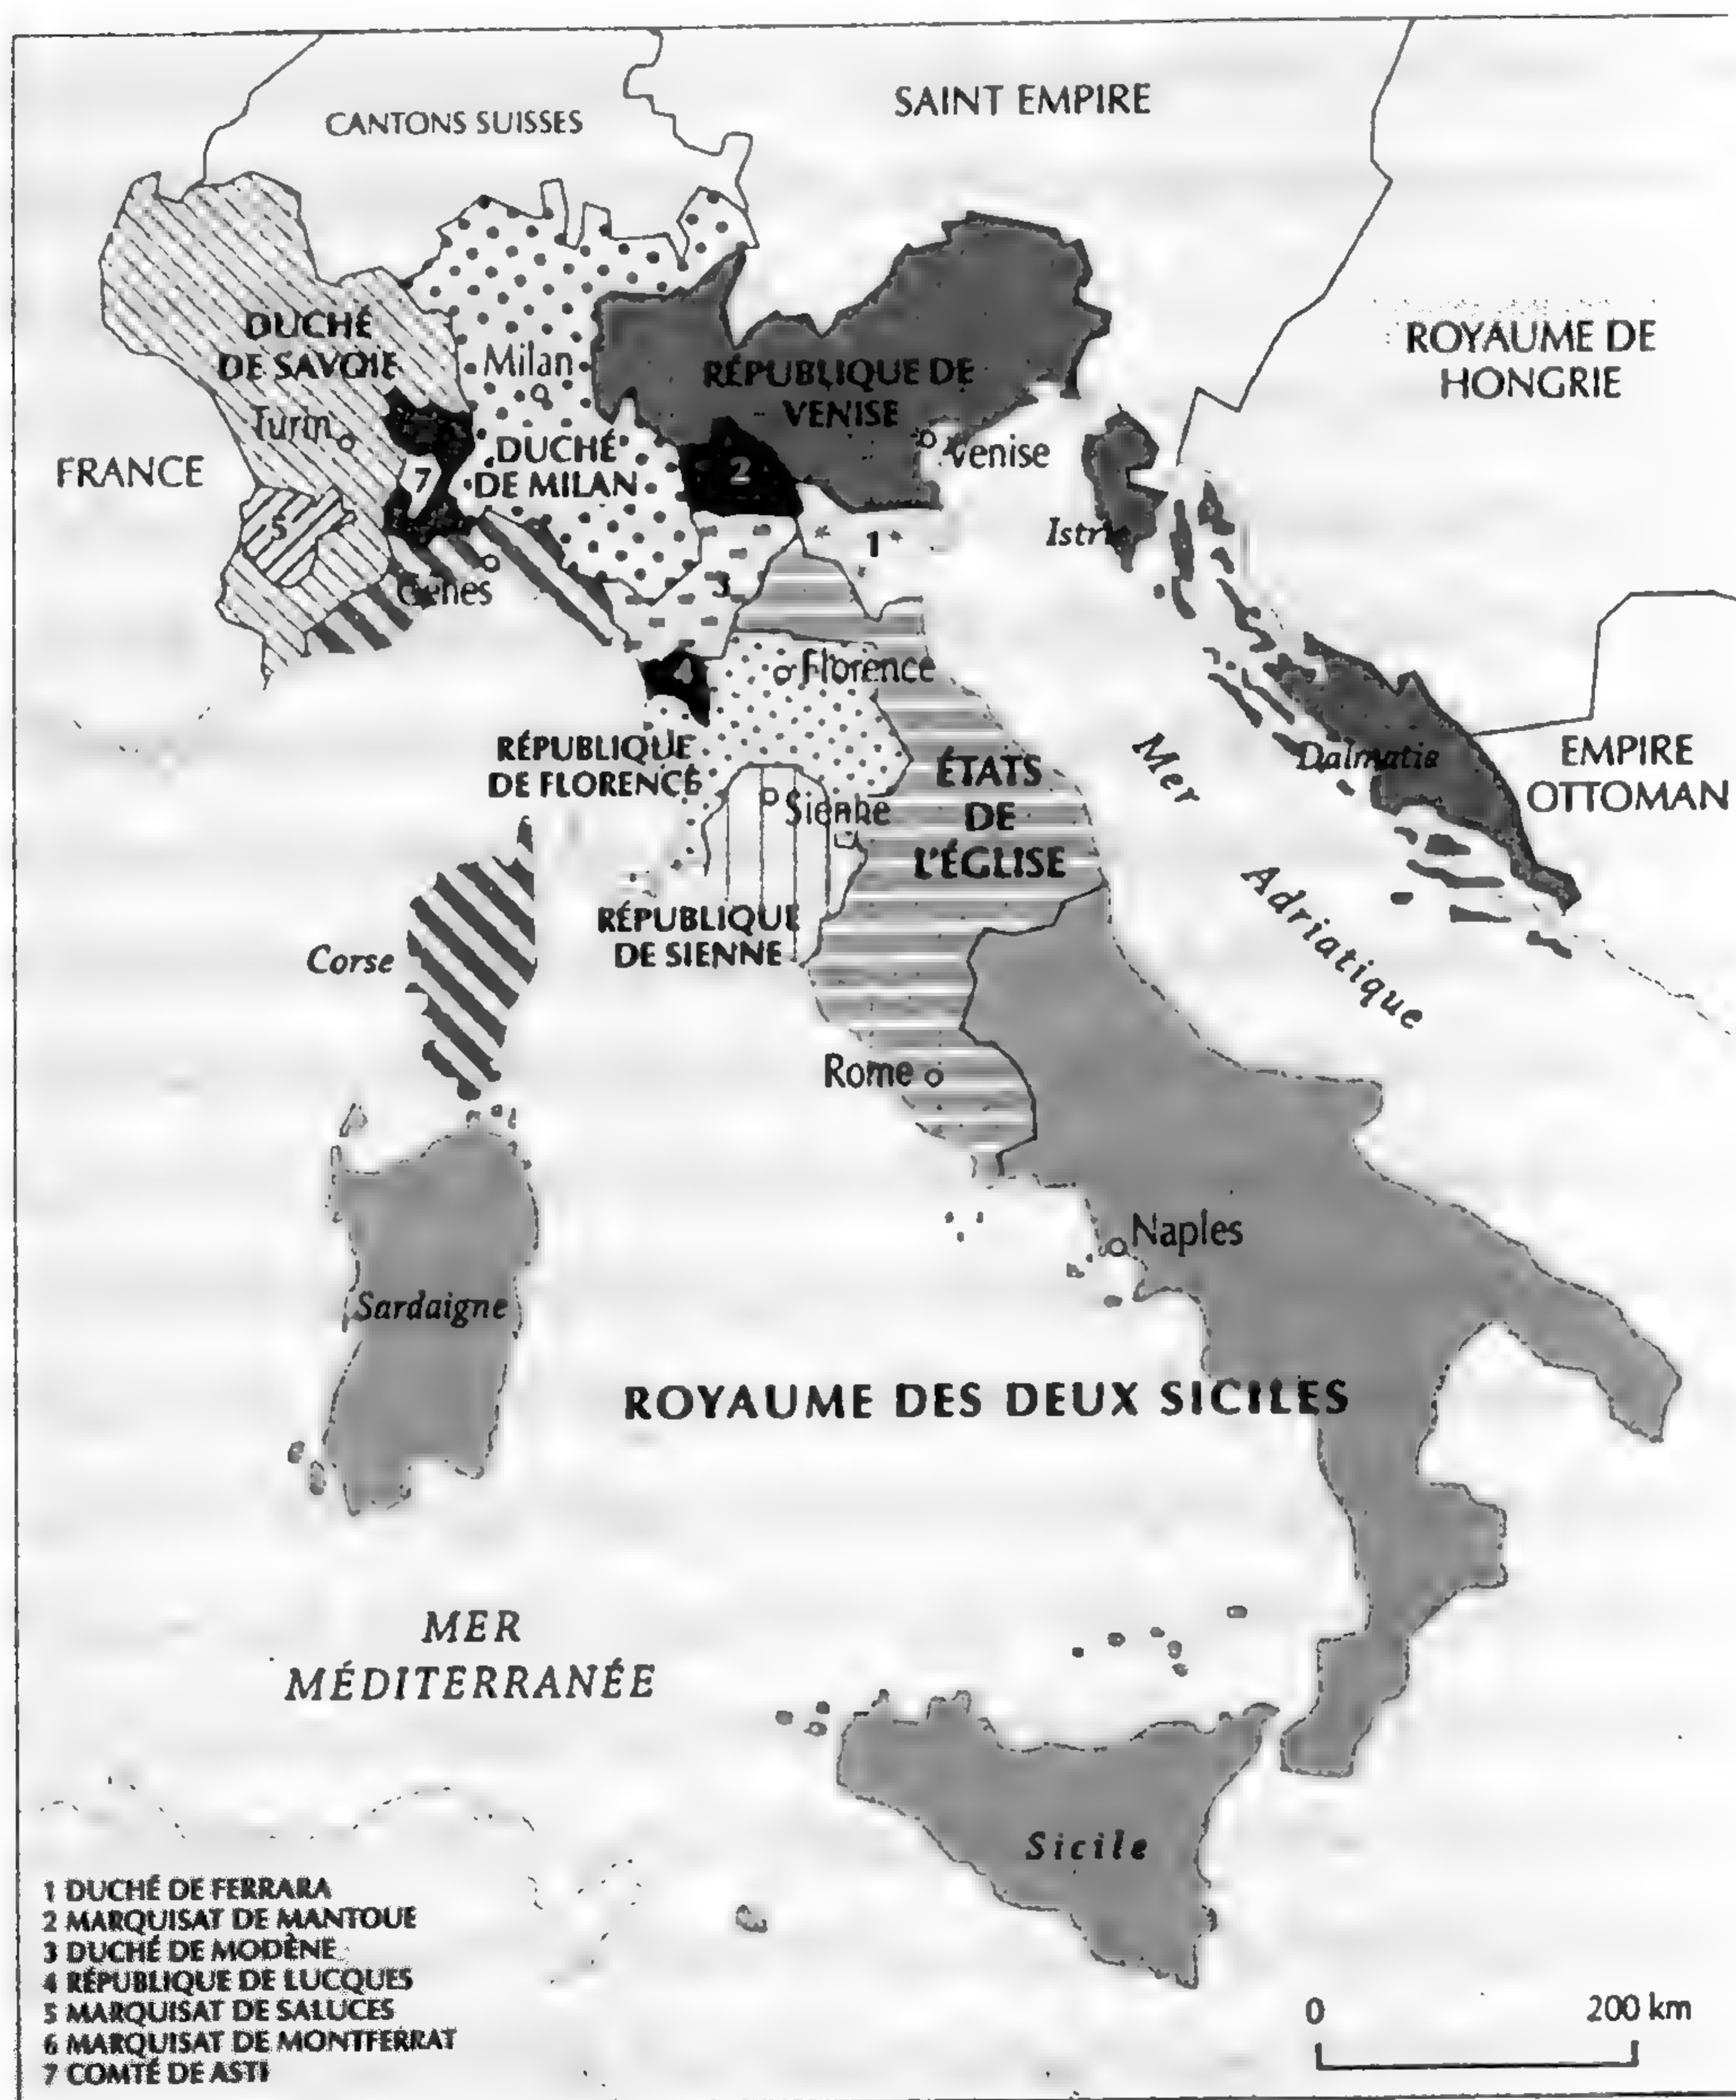 CANTONS SUISSES
SAINT EMPIRE
DUCHÉ
DE SAVOIE
Milan
RÉPUBLIQUE DE
VENISE
ROYAUME DE
HONGRIE
Turin
DUCHÉ
DE MILAN
Venise
FRANCE
7
2
5
1
Istrie
3
Gênes
4
Florence
RÉPUBLIQUE
DE FLORENCE
Mer
Adriatique
Dalmatie
EMPIRE
OTTOMAN
Sienne
ÉTATS
DE
L'ÉGLISE
RÉPUBLIQUE
DE SIENNE
Corse
Rome
Naples
Sardaigne
ROYAUME DES DEUX SICILES
MER
MÉDITERRANÉE
Sicile
1 DUCHÉ DE FERRARA
2 MARQUISAT DE MANTOUE
3 DUCHÉ DE MODÈNE
4 RÉPUBLIQUE DE LUCQUES
5 MARQUISAT DE SALUCES
6 MARQUISAT DE MONTFERRAT
7 COMTÉ DE ASTI
0 200 km